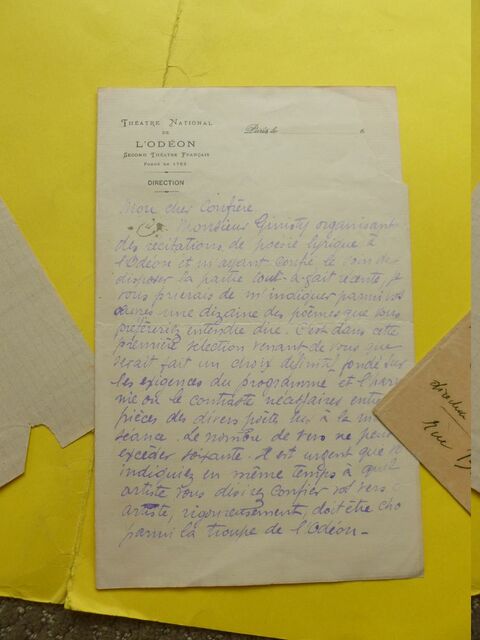 THÉATRE NATIONAL
DE
L'ODÉON
SECOND THÉATRE FRANÇAIS
FONDÉ EN 1782
DIRECTION
Paris, le
Mon cher Confrère
Monsieur Ginisty organisant
des récitations de poésie lyrique à
l'Odéon et m'ayant confié le soin de
disposer la partie tout-à-fait récente, je
vous prierais de m'indiquer parmi vos
œuvres une dizaine des poèmes que vous
préfèreriez entendre dire. C'est dans cette
première sélection venant de vous que
serait fait un choix définitif fondé sur
les exigences du programme et l'har
nie ou le contraste nécessaires entre
pièces des divers poètes lus à la m
séance. Le nombre de vers ne peut
excéder soixante. Il est urgent que
indiquiez en même temps à quel
artiste vous désirez confier vos vers
artiste, rigoureusement, doit être cho
parmi la troupe de l'Odéon -
Rue